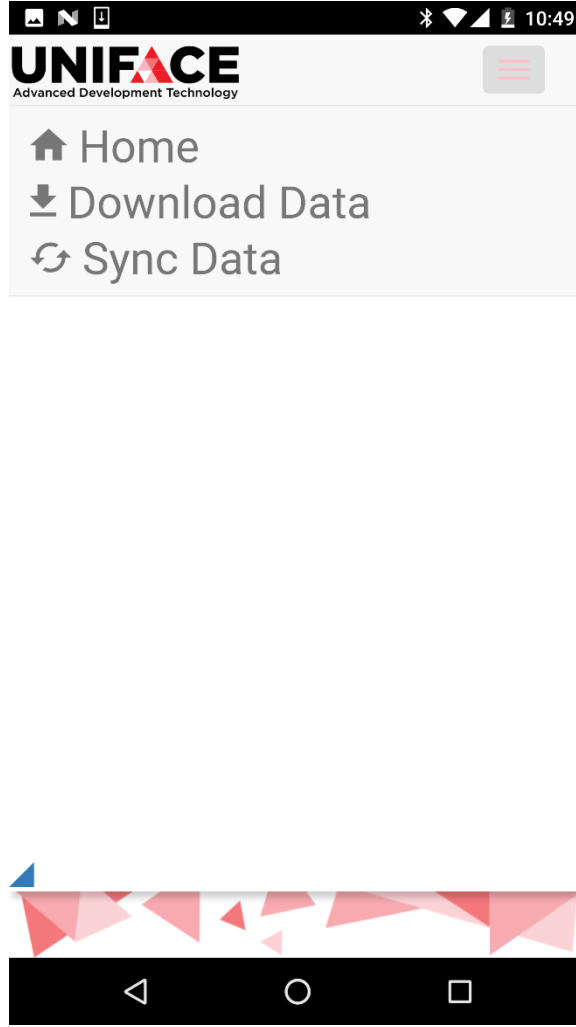 10:49
UNIFACE
Advanced Development Technology
Home
Download Data
Sync Data